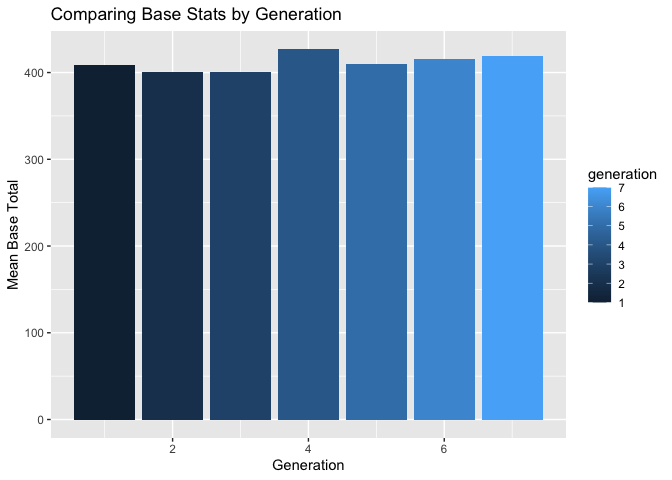 Comparing Base Stats by Generation
Mean Base Total
400
300
200
100
0
2 4 6
Generation
generation
7
6
5
4
3
2
1